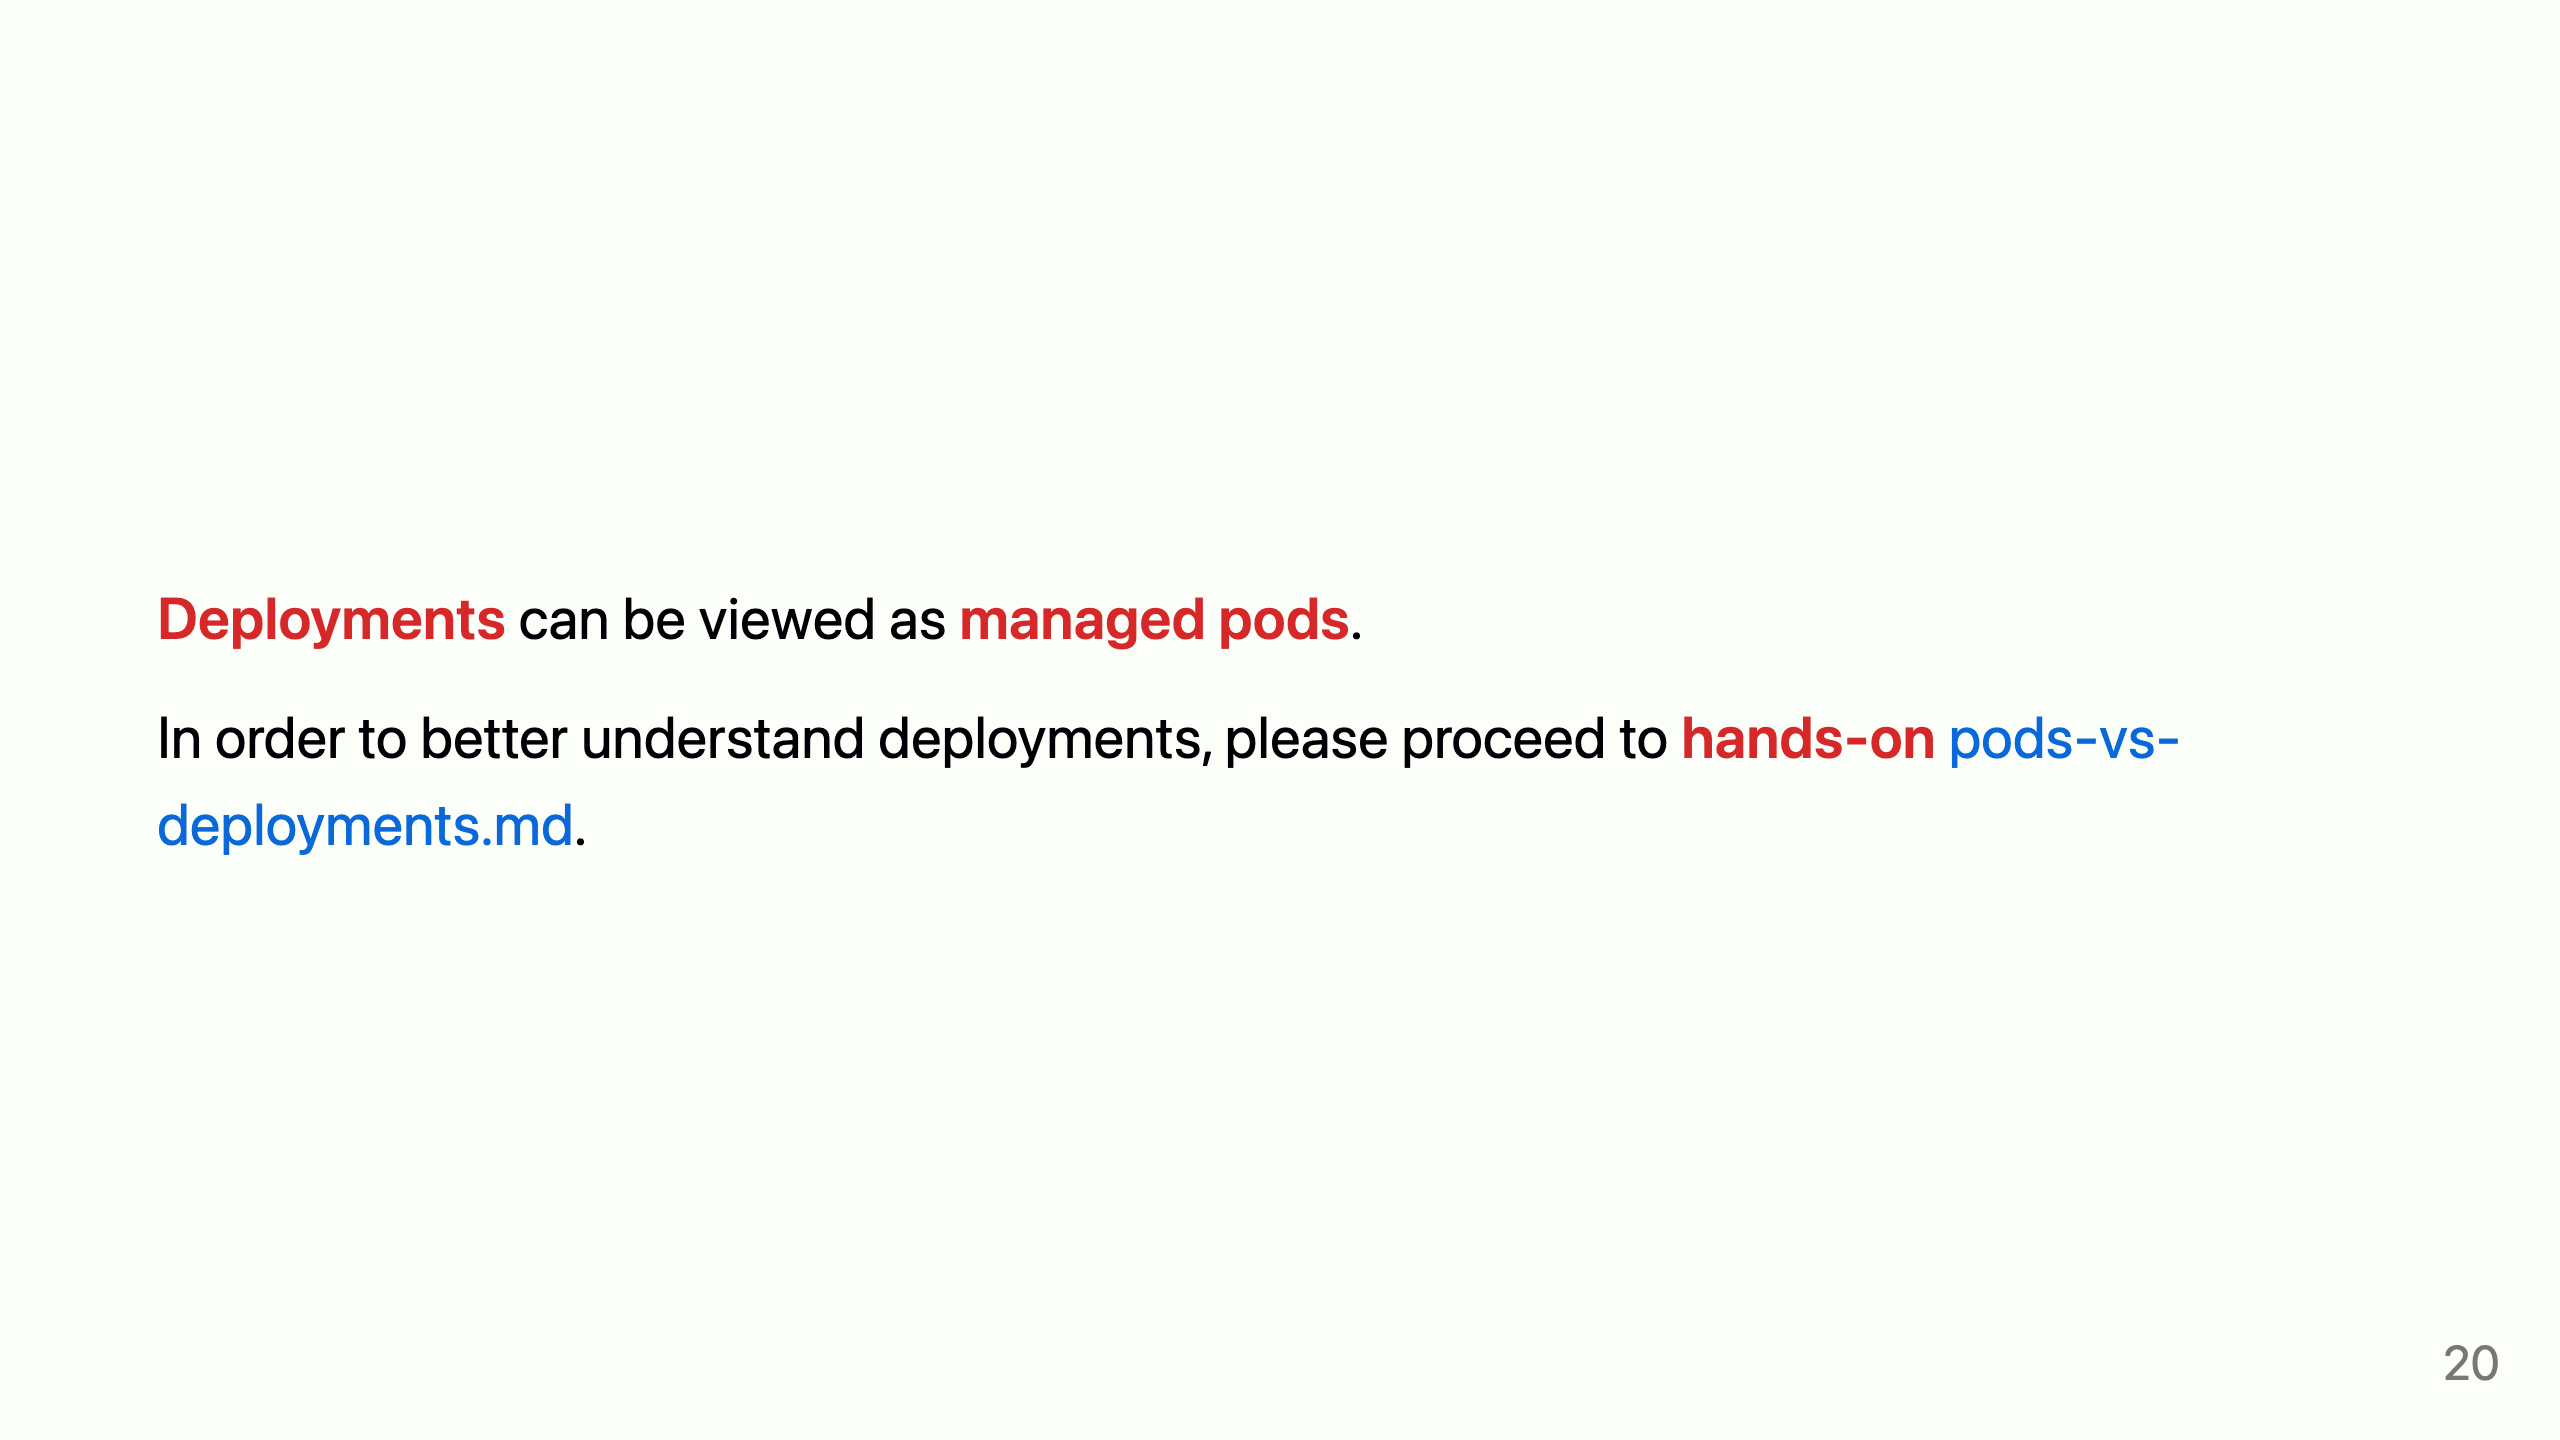 Deployments can be viewed as managed pods.
In order to better understand deployments, please proceed to hands-on pods-vs-
deployments.md.
20